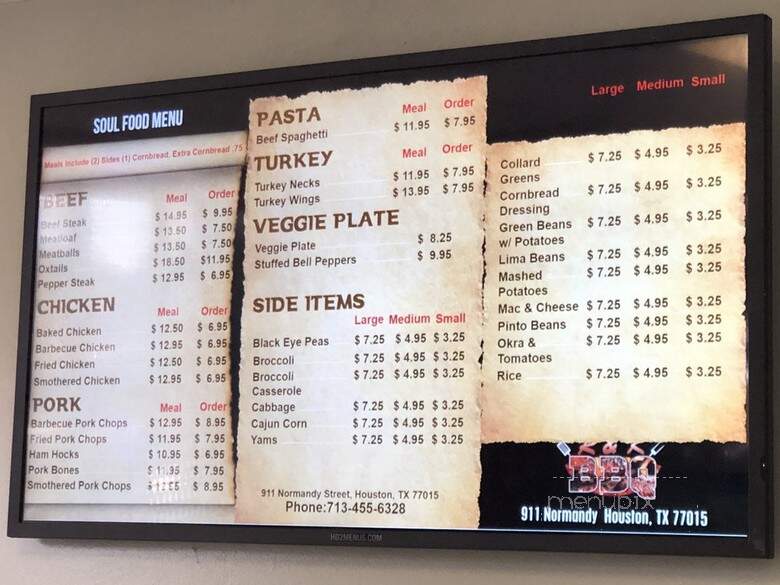 SOUL FOOD MENU
Meals Include (2) Sides (1) Cornbread, Extra Cornbread .75
BEEF Meal Order
Beef Steak $ 14.95 $ 9.95
Meatloaf $ 13.50 $ 7.50
Meatballs $ 13.50 $ 7.50
Oxtails $ 18.50 $11.95
Pepper Steak $ 12.95 $ 6.95
CHICKEN Meal Order
Baked Chicken $ 12.50 $ 6.95
Barbecue Chicken $ 12.95 $ 6.95
Fried Chicken $ 12.50 $ 6.95
Smothered Chicken $ 12.95 $ 6.95
PORK Meal Order
Barbecue Pork Chops $ 12.95 $ 8.95
Fried Pork Chops $ 11.95 $ 7.95
Ham Hocks $ 10.95 $ 6.95
Pork Bones $ 11.95 $ 7.95
Smothered Pork Chops $ 8.95
PASTA Meal Order
Beef Spaghetti $ 11.95 $ 7.95
TURKEY Meal Order
Turkey Necks $ 11.95 $ 7.95
Turkey Wings $ 13.95 $ 7.95
VEGGIE PLATE
Veggie Plate $ 8.25
Stuffed Bell Peppers $ 9.95
SIDE ITEMS
Large Medium Small
Black Eye Peas $ 7.25 $ 4.95 $ 3.25
Broccoli $ 7.25 $ 4.95 $ 3.25
Broccoli $ 7.25 $ 4.95 $ 3.25
Casserole
Cabbage $ 7.25 $ 4.95 $ 3.25
Cajun Corn $ 7.25 $ 4.95 $ 3.25
Yams $ 7.25 $ 4.95 $ 3.25
911 Normandy Street, Houston, TX 77015
Phone:713-455-6328
Large Medium Small
Collard $ 7.25 $ 4.95 $ 3.25
Greens
Cornbread $ 7.25 $ 4.95 $ 3.25
Dressing
Green Beans $ 7.25 $ 4.95 $ 3.25
w/ Potatoes
Lima Beans $ 7.25 $ 4.95 $ 3.25
Mashed $ 7.25 $ 4.95 $ 3.25
Potatoes
Mac & Cheese $ 7.25 $ 4.95 $ 3.25
Pinto Beans $ 7.25 $ 4.95 $ 3.25
Okra & $ 7.25 $ 4.95 $ 3.25
Tomatoes
Rice $ 7.25 $ 4.95 $ 3.25
BBQ
menupix
911 Normandy Houston, TX 77015
HD2MENUS.COM